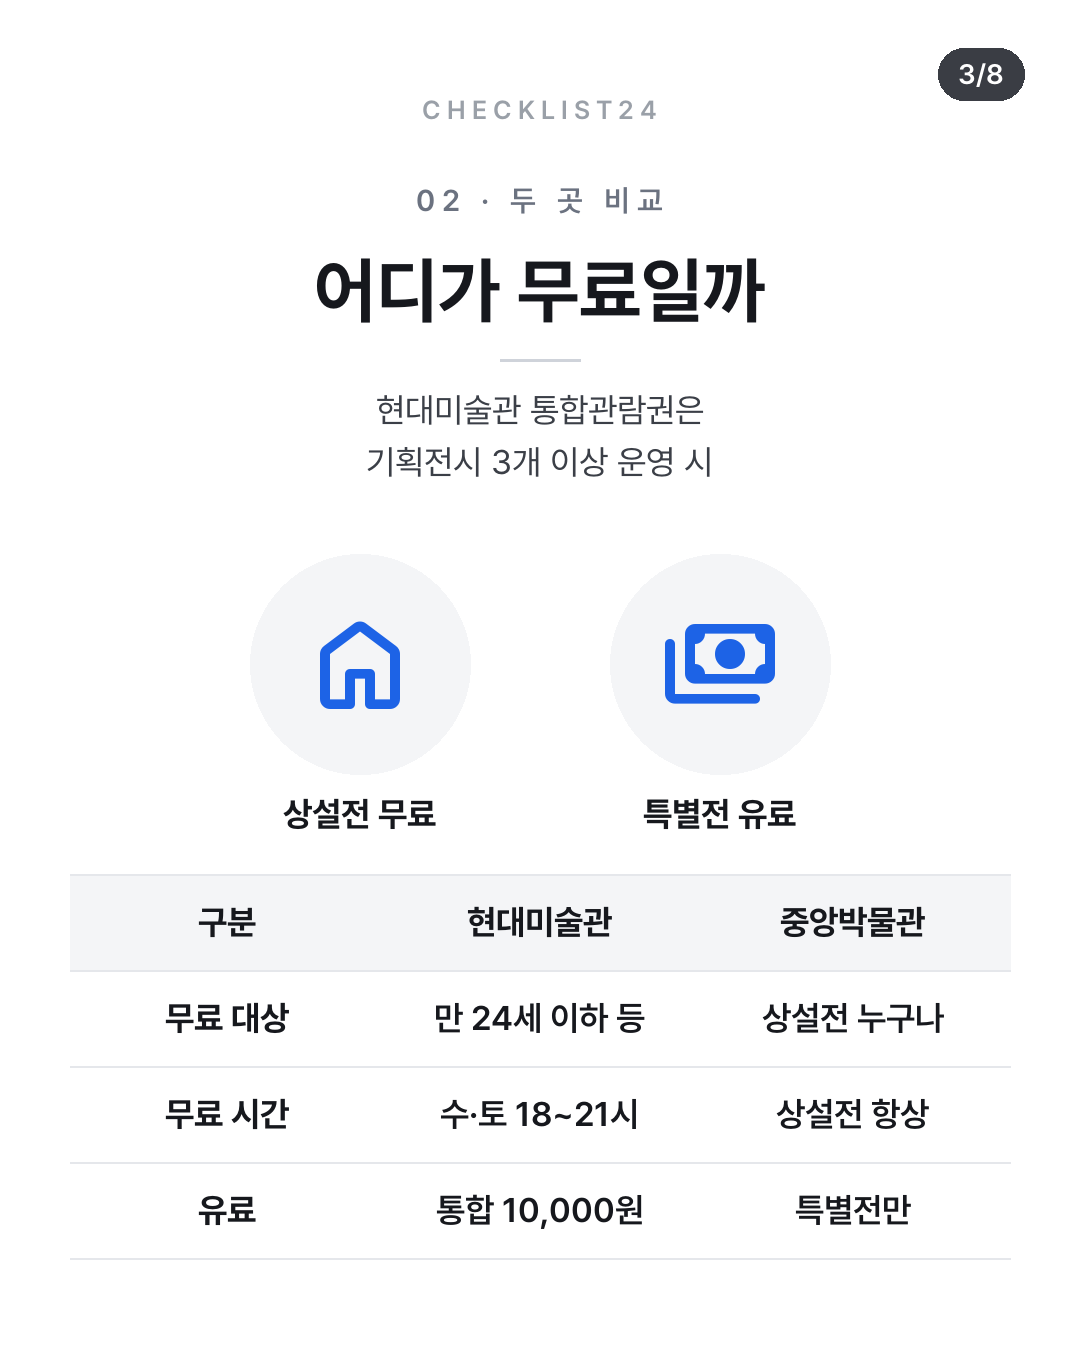 3/8
CHECKLIST24
02 · 두 곳 비교
어디가 무료일까
현대미술관 통합관람권은
기획전시 3개 이상 운영 시
상설전 무료
특별전 유료
구분 현대미술관 중앙박물관
무료 대상 만 24세 이하 등 상설전 누구나
무료 시간 수·토 18~21시 상설전 항상
유료 통합 10,000원 특별전만